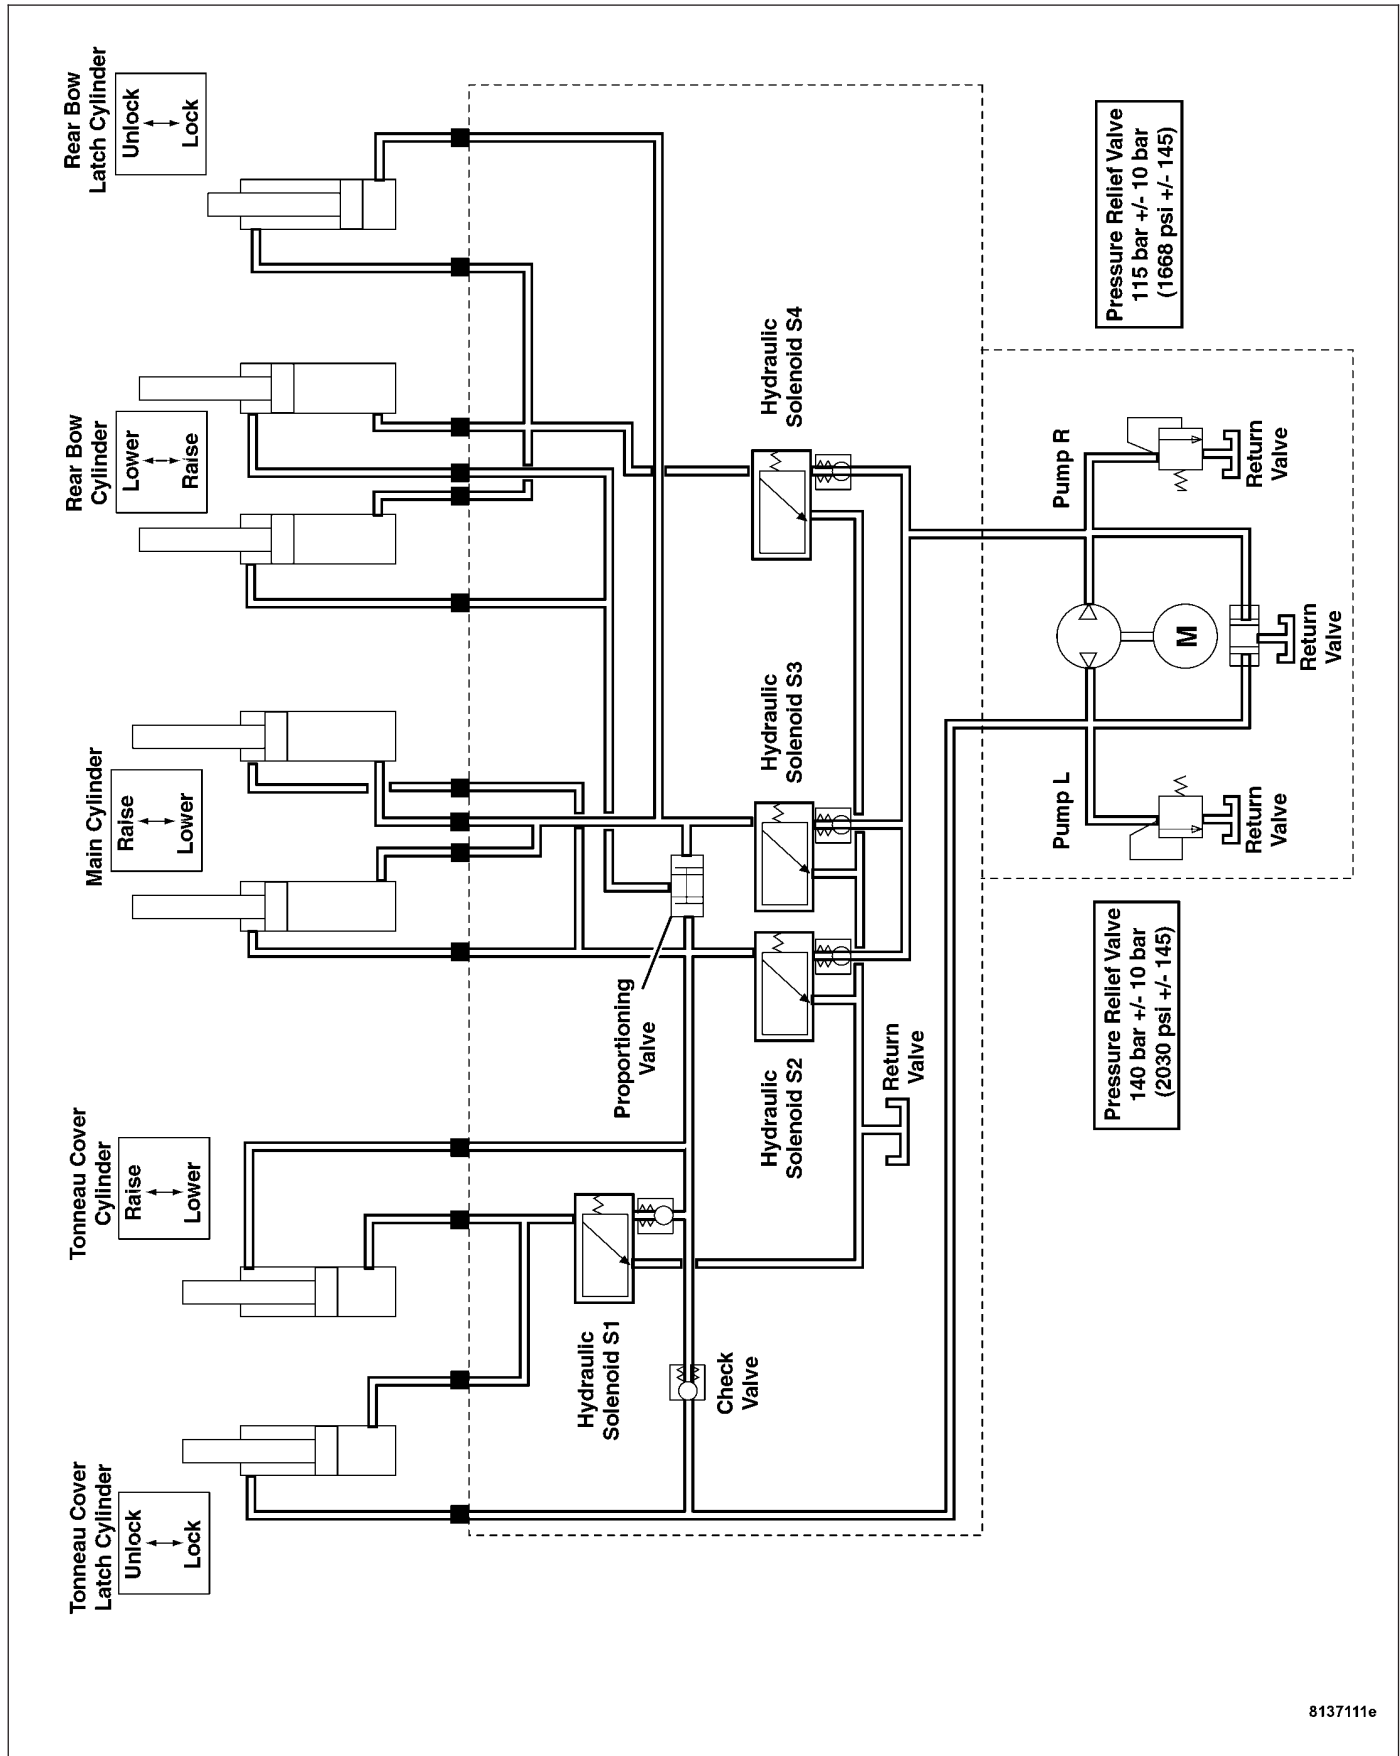 Tonneau Cover
Latch Cylinder
Unlock
Lock
Tonneau Cover
Cylinder
Raise
Lower
Main Cylinder
Raise
Lower
Rear Bow
Cylinder
Lower
Raise
Rear Bow
Latch Cylinder
Unlock
Lock
Hydraulic
Solenoid S1
Check
Valve
Proportioning
Valve
Hydraulic
Solenoid S2
Hydraulic
Solenoid S3
Hydraulic
Solenoid S4
Return
Valve
Pump L
Pump R
M
Return
Valve
Return
Valve
Return
Valve
Pressure Relief Valve
140 bar +/- 10 bar
(2030 psi +/- 145)
Pressure Relief Valve
115 bar +/- 10 bar
(1668 psi +/- 145)
8137111e